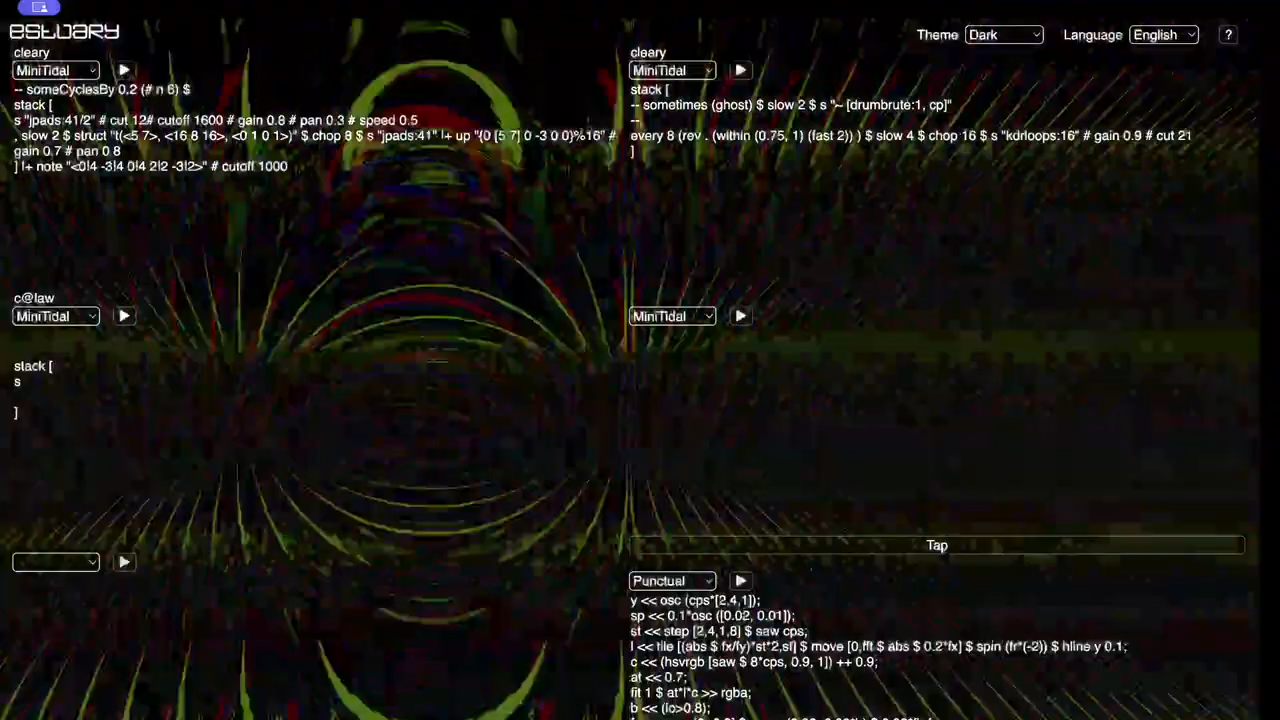 estuary
Theme Dark Language English ?
cleary
MiniTidal
-- someCyclesBy 0.2 (# n 6) $
stack [
s "jpads:41/2" # cut 12# cutoff 1600 # gain 0.8 # pan 0.3 # speed 0.5
, slow 2 $ struct "t(<5 7>, <16 8 16>, <0 1 0 1>)" $ chop 8 $ s "jpads:41" |+ up "{0 [5 7] 0 -3 0 0}%16" #
gain 0.7 # pan 0.8
] |+ note "<0!4 -3!4 0!4 2!2 -3!2>" # cutoff 1000
cleary
MiniTidal
stack [
-- sometimes (ghost) $ slow 2 $ s "~ [drumbrute:1, cp]"
--
every 8 (rev . (within (0.75, 1) (fast 2)) ) $ slow 4 $ chop 16 $ s "kdrloops:16" # gain 0.9 # cut 21
]
c@law
MiniTidal
stack [
s
]
MiniTidal
Tap
Punctual
y << osc (cps*[2,4,1]);
sp << 0.1*osc ([0.02, 0.01]);
st << step [2,4,1,8] $ saw cps;
l << tile [(abs $ fx/fy)*st*2,st] $ move [0,fft $ abs $ 0.2*fx] $ spin (fr*(-2)) $ hline y 0.1;
c << (hsvrgb [saw $ 8*cps, 0.9, 1]) ++ 0.9;
at << 0.7;
fit 1 $ at*l*c >> rgba;
b << (lo>0.8);